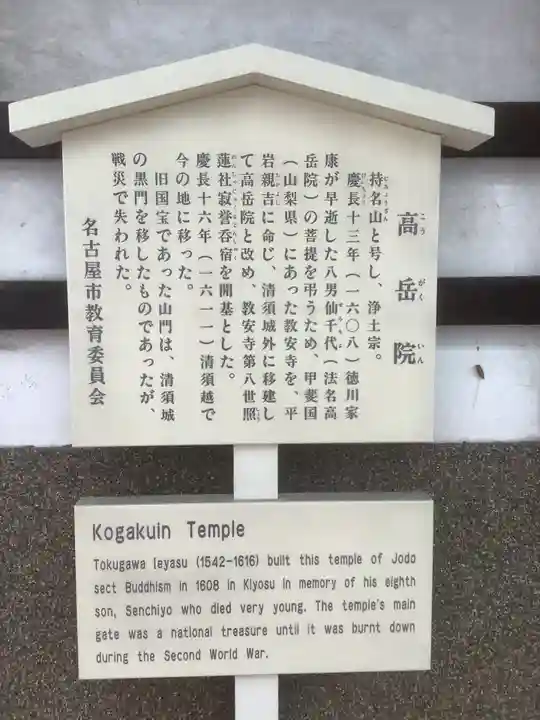 高岳院
こうがくいん
持名山と号し、浄土宗。
慶長十三年(一六〇八)徳川家
康が早逝した八男仙千代(法名高
岳院)の菩提を弔うため、甲斐国
(山梨県)にあった教安寺を、平
岩親吉に命じ、清須城外に移建し
て高岳院と改め、教安寺第八世照
蓮社寂誉呑宿を開基とした。
慶長十六年(一六一一)清須越で
今の地に移った。
旧国宝であった山門は、清須城
の黒門を移したものであったが、
戦災で失われた。
名古屋市教育委員会
Kogakuin Temple
Tokugawa Ieyasu (1542-1616) built this temple of Jodo
sect Buddhism in 1608 in Kiyosu in memory of his eighth
son, Senchiyo who died very young. The temple's main
gate was a national treasure until it was burnt down
during the Second World War.